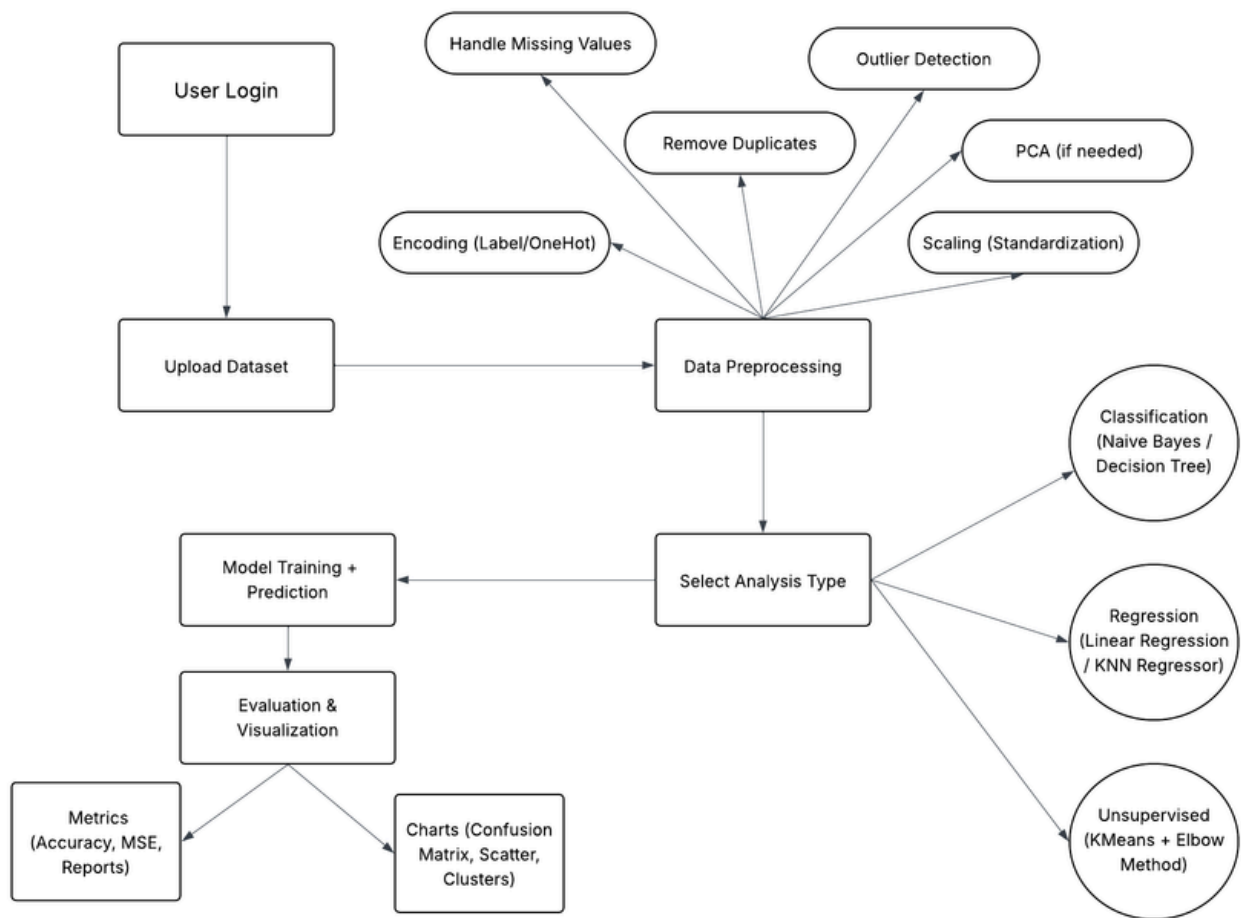 Handle Missing Values
Outlier Detection
User Login
Remove Duplicates
PCA (if needed)
Encoding (Label/OneHot)
Scaling (Standardization)
Upload Dataset
Data Preprocessing
Classification
(Naive Bayes /
Decision Tree)
Model Training +
Prediction
Select Analysis Type
Regression
(Linear Regression
/ KNN Regressor)
Evaluation &
Visualization
Metrics
(Accuracy, MSE,
Reports)
Charts (Confusion
Matrix, Scatter,
Clusters)
Unsupervised
(KMeans + Elbow
Method)